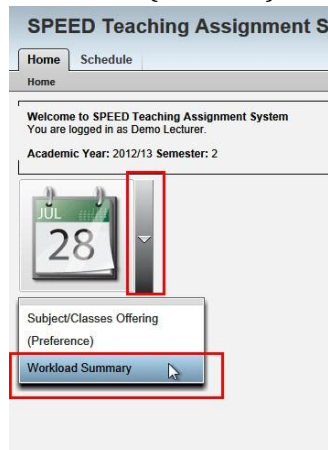 SPEED Teaching Assignment S
Home Schedule
Home
Welcome to SPEED Teaching Assignment System
You are logged in as Demo Lecturer.
Academic Year: 2012/13 Semester: 2
JUL
28
Subject/Classes Offering
(Preference)
Workload Summary